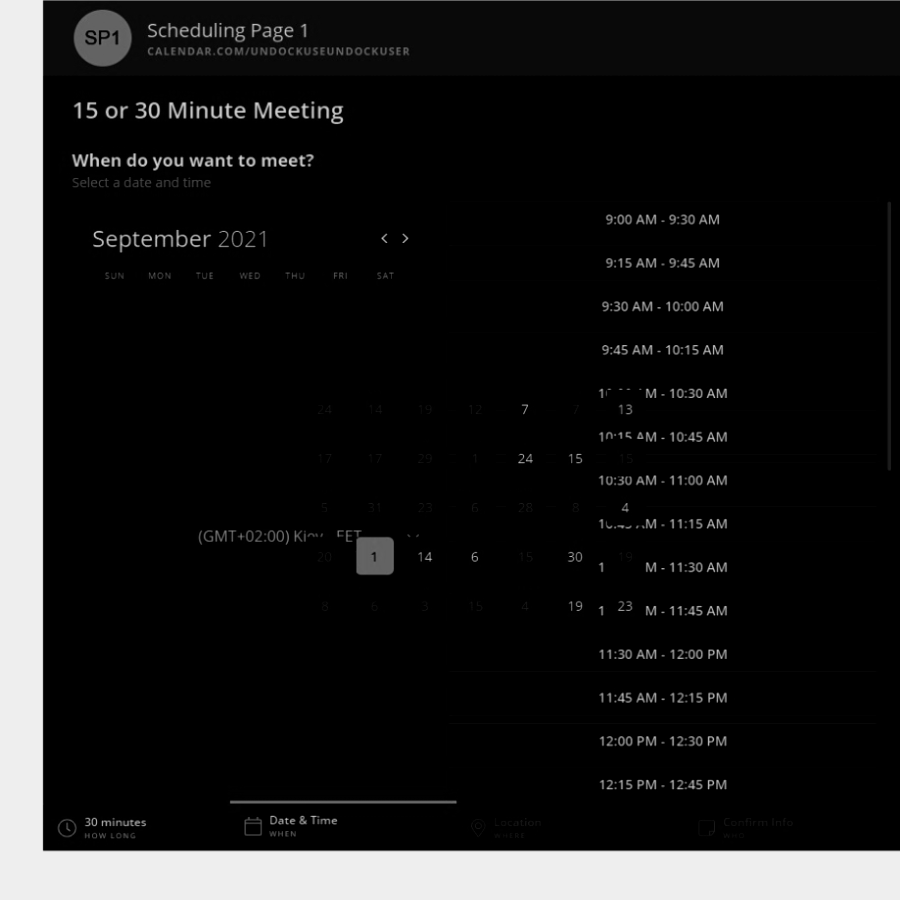 SP1
Scheduling Page 1
CALENDAR.COM/UNDOCKUSEUNDOCKUSER
15 or 30 Minute Meeting
When do you want to meet?
Select a date and time
September 2021
< >
SUN MON TUE WED THU FRI SAT
9:00 AM - 9:30 AM
9:15 AM - 9:45 AM
9:30 AM - 10:00 AM
9:45 AM - 10:15 AM
M - 10:30 AM
24 14 19 12 7 7 13
10:15 AM - 10:45 AM
17 17 29 1 24 15 15
10:30 AM - 11:00 AM
5 31 23 6 28 8 4
10:45 AM - 11:15 AM
(GMT+02:00) Kiev EET
20 1 14 6 15 30 19
1 M - 11:30 AM
8 6 3 15 4 19 23
1 M - 11:45 AM
11:30 AM - 12:00 PM
11:45 AM - 12:15 PM
12:00 PM - 12:30 PM
12:15 PM - 12:45 PM
30 minutes
HOW LONG
Date & Time
WHEN
Location
WHERE
Confirm Info
WHO